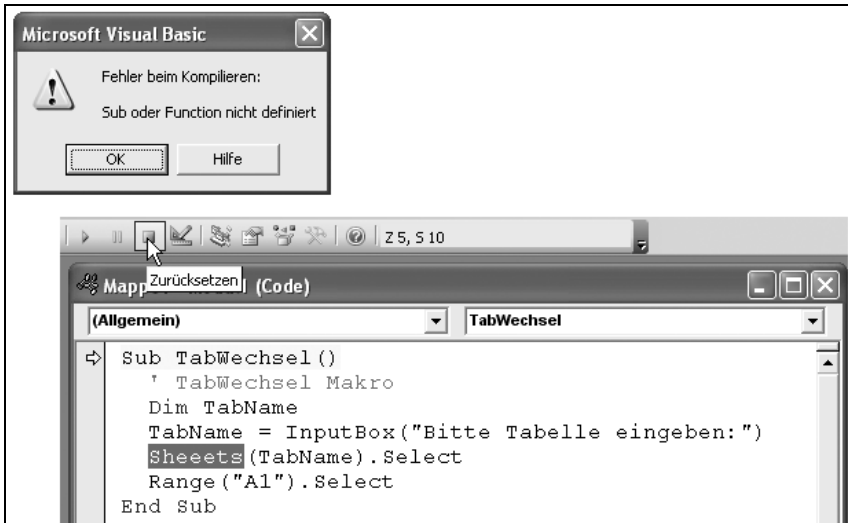 Microsoft Visual Basic
Fehler beim Kompilieren:
Sub oder Function nicht definiert
OK
Hilfe
Z 5, S 10
Zurücksetzen
Mapp (Code)
(Allgemein)
TabWechsel
Sub TabWechsel()
' TabWechsel Makro
Dim TabName
TabName = InputBox("Bitte Tabelle eingeben:")
Sheeets(TabName).Select
Range("A1").Select
End Sub